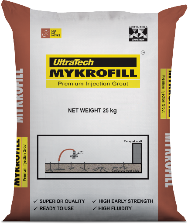 UltraTech
MYKROFILL
Premium Injection Grout
NET WEIGHT 25 kg
✓ SUPERIOR QUALITY ✓ HIGH EARLY STRENGTH
✓ READY TO USE ✓ HIGH FLUIDITY
MYKROFILL
MYKROFILL